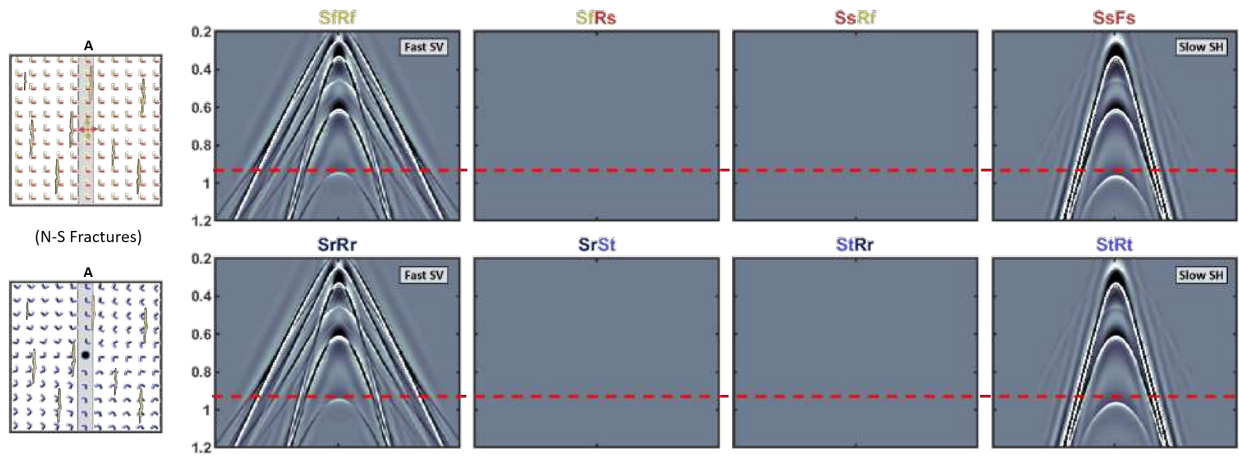 SfRf SfRs SsRf SsFs
A
Fast SV Slow SH
0.2
0.4
0.6
0.8
1
1.2
(N-S Fractures)
SrRr SrSt StRr StRt
A
Fast SV Slow SH
0.2
0.4
0.6
0.8
1
1.2